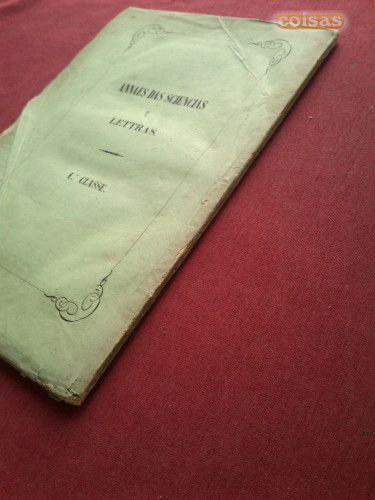 coisas
ANNAES DAS SCIENCIAS
E
LETTRAS.
1.ª CLASSE.